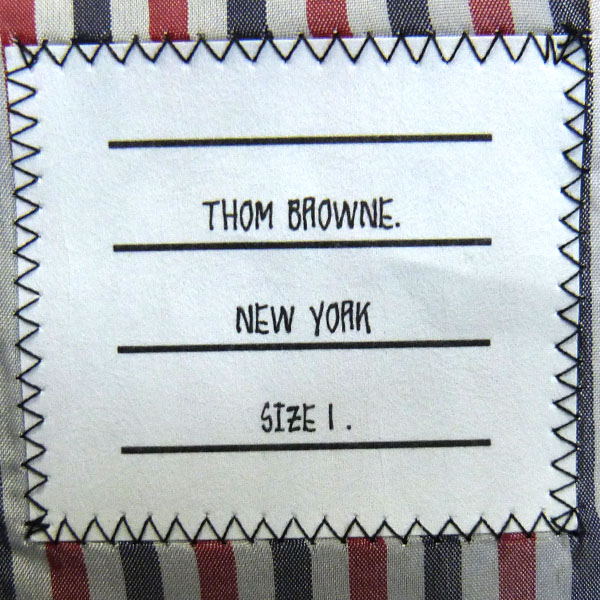 THOM BROWNE.
NEW YORK
SIZE 1.